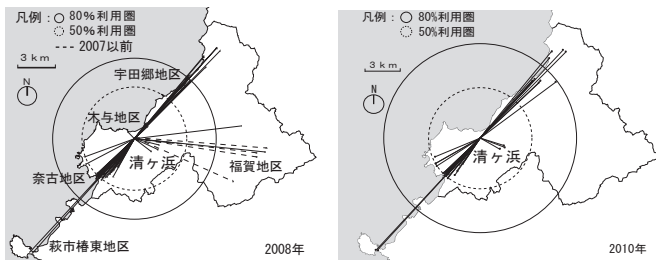 凡例：○ 80%利用圏
50%利用圏
--- 2007以前
3 km
N
宇田郷地区
木与地区
清ヶ浜
福賀地区
奈古地区
萩市椿東地区
2008年
凡例：○ 80%利用圏
50%利用圏
3 km
N
清ヶ浜
2010年